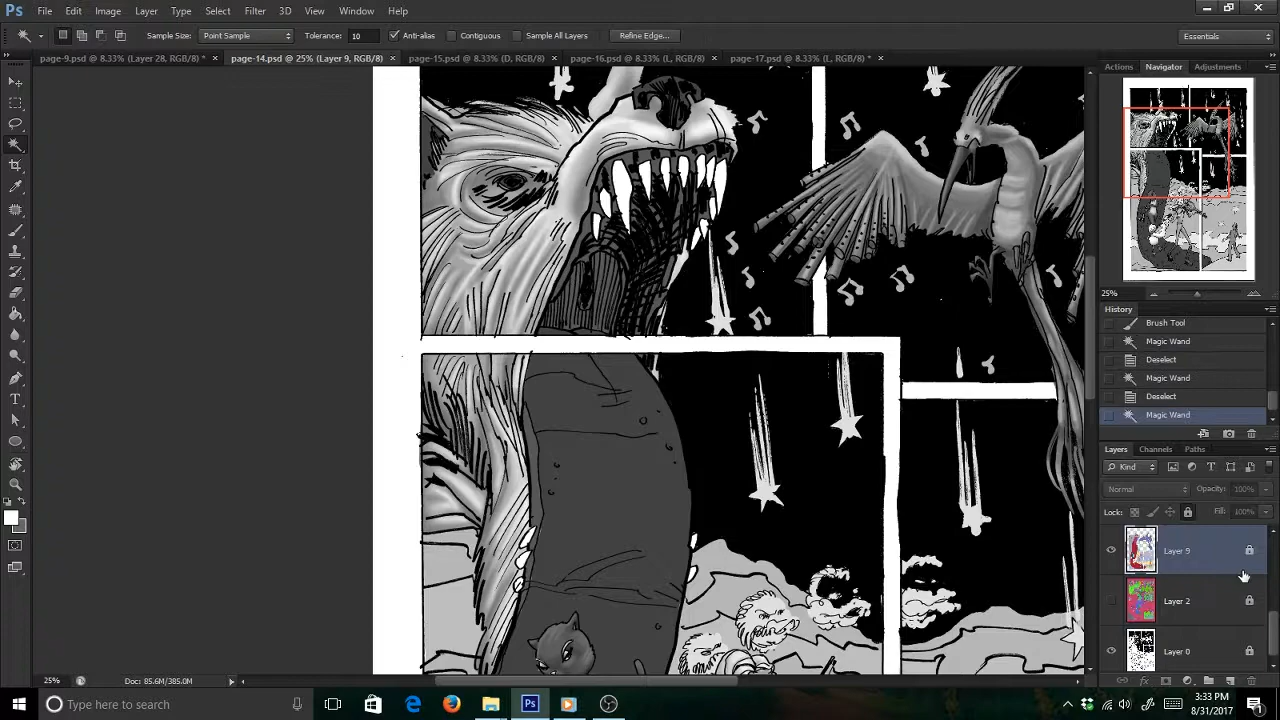 Ps File Edit Image Layer Type Select Filter 3D View Window Help
Sample Size: Point Sample Tolerance: 10 Anti-alias Contiguous Sample All Layers Refine Edge... Essentials
page-9.psd @ 8.33% (Layer 28, RGB/8) * × page-14.psd @ 25% (Layer 9, RGB/8) × page-15.psd @ 8.33% (D, RGB/8) × page-16.psd @ 8.33% (L, RGB/8) × page-17.psd @ 8.33% (L, RGB/8) * ×
Actions Navigator Adjustments
25%
History
Brush Tool
Magic Wand
Deselect
Magic Wand
Deselect
Magic Wand
Layers Channels Paths
Kind
Normal Opacity: 100%
Lock: Fill: 100%
Layer 9
Layer 2
Layer 0
25% Doc: 85.6M/385.0M
Type here to search
Ps
3:33 PM
8/31/2017